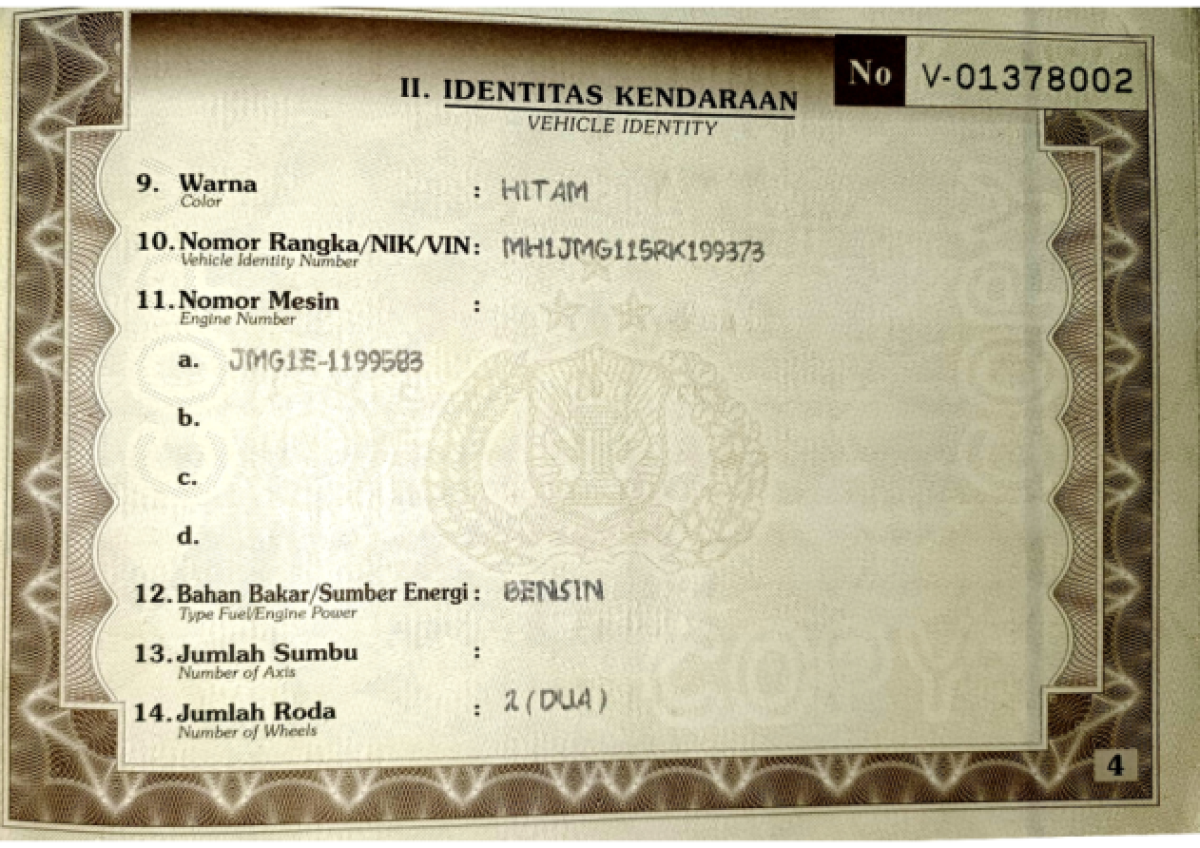 No V-01378002
II. IDENTITAS KENDARAAN
VEHICLE IDENTITY
9. Warna : HITAM
Color
10. Nomor Rangka/NIK/VIN: MH1JMG115RK199373
Vehicle Identity Number
11. Nomor Mesin :
Engine Number
a. JMG1E-1199583
b.
c.
d.
12. Bahan Bakar/Sumber Energi : BENSIN
Type Fuel/Engine Power
13. Jumlah Sumbu :
Number of Axis
14. Jumlah Roda : 2 (DUA)
Number of Wheels
4